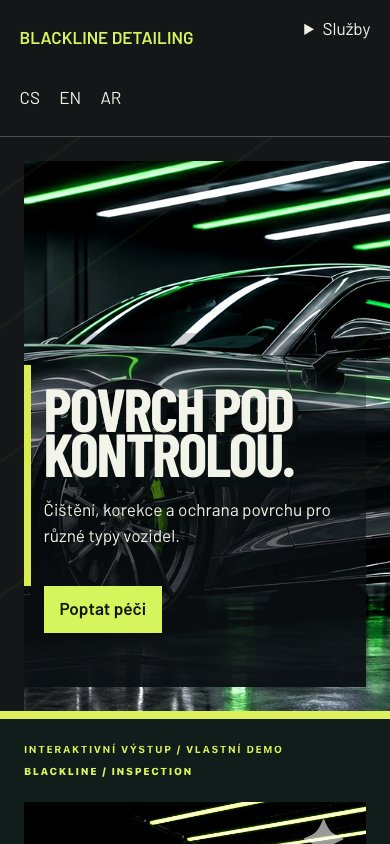 BLACKLINE DETAILING
▶ Služby
CS EN AR
POVRCH POD
KONTROLOU.
Čištění, korekce a ochrana povrchu pro
různé typy vozidel.
Poptat péči
INTERAKTIVNÍ VÝSTUP / VLASTNÍ DEMO
BLACKLINE / INSPECTION